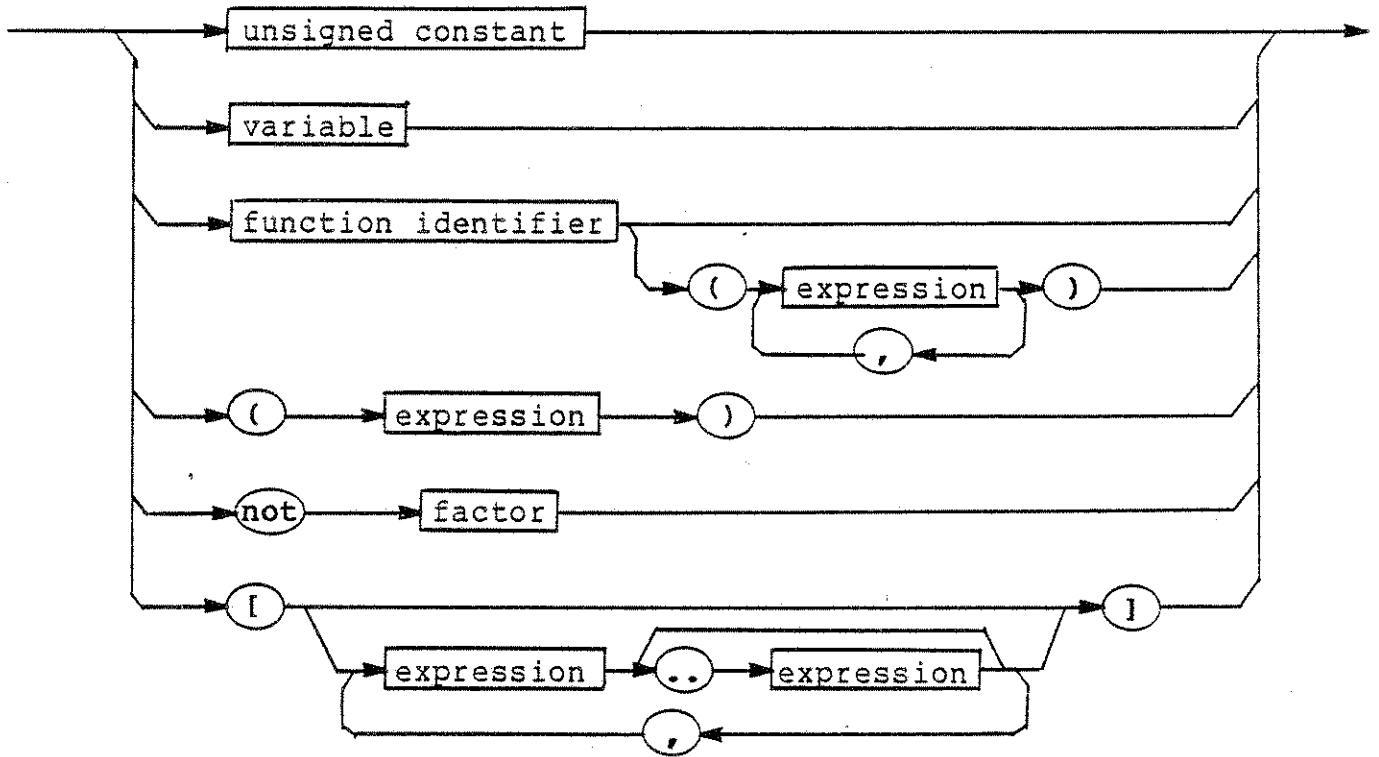 unsigned constant
variable
function identifier
( expression )
,
( expression )
not factor
[ ]
expression .. expression
,